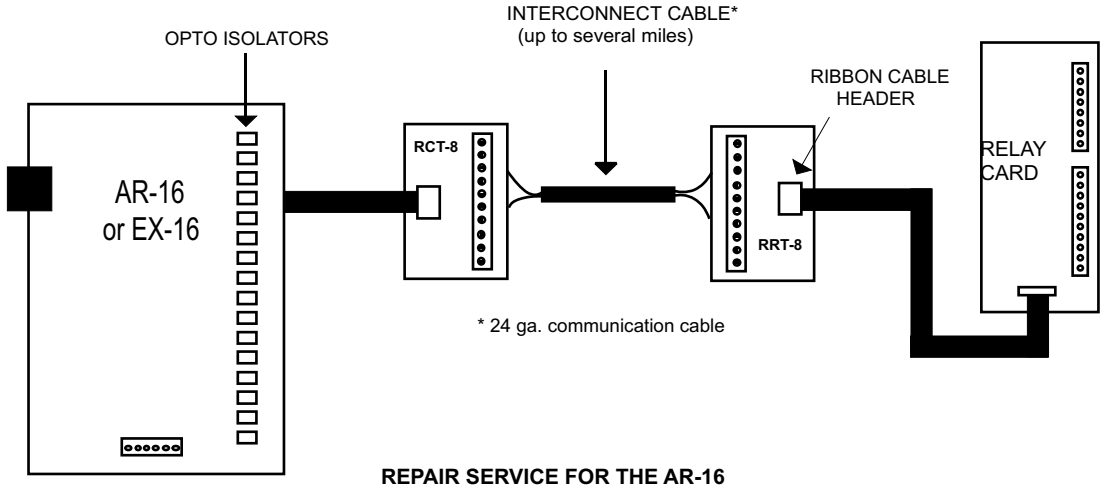 INTERCONNECT CABLE*
(up to several miles)
OPTO ISOLATORS
RIBBON CABLE
HEADER
RCT-8
RELAY
CARD
AR-16
or EX-16
RRT-8
* 24 ga. communication cable
REPAIR SERVICE FOR THE AR-16